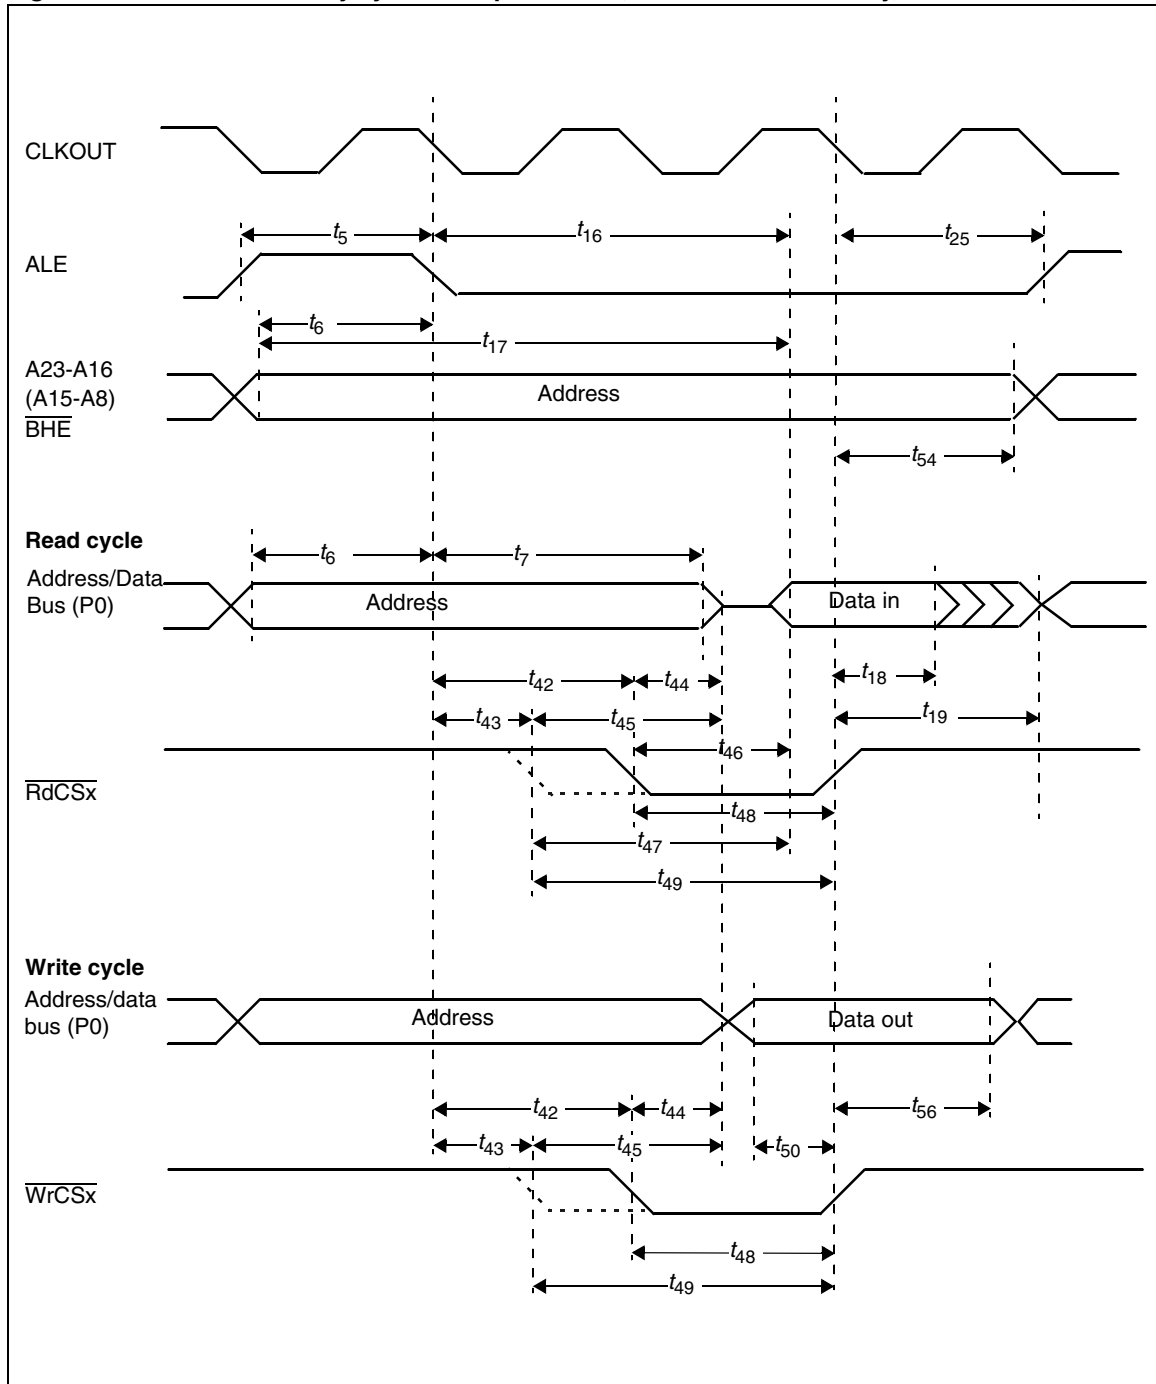 CLKOUT
t5
t16
t25
ALE
t6
t17
A23-A16
(A15-A8)
BHE
Address
t54
Read cycle
t6
t7
Address/Data
Bus (P0)
Address
Data in
t42
t44
t18
t43
t45
t19
t46
RdCSx
t48
t47
t49
Write cycle
Address/data
bus (P0)
Address
Data out
t42
t44
t56
t43
t45
t50
WrCSx
t48
t49